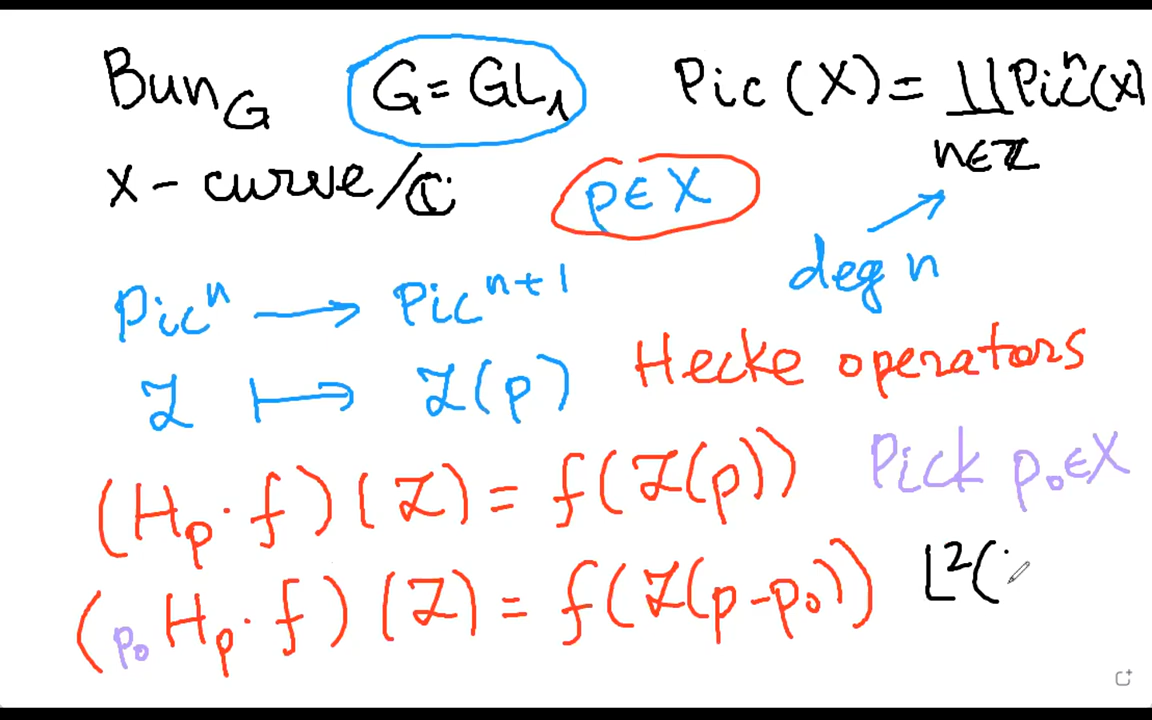 Bun_G G = GL_1 Pic (X) = ∐ Pic^n(X)
n∈ℤ
X - curve/ℂ p ∈ X
deg n
Pic^n → Pic^{n+1}
ℒ ↦ ℒ(p) Hecke operators
(H_p · f)(ℒ) = f(ℒ(p)) Pick p_0 ∈ X
(_{p_0}H_p · f)(ℒ) = f(ℒ(p-p_0)) L^2(